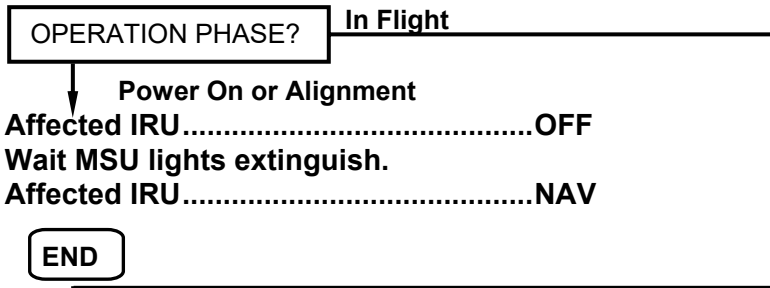 OPERATION PHASE?
In Flight
Power On or Alignment
Affected IRU..........................................OFF
Wait MSU lights extinguish.
Affected IRU..........................................NAV
END